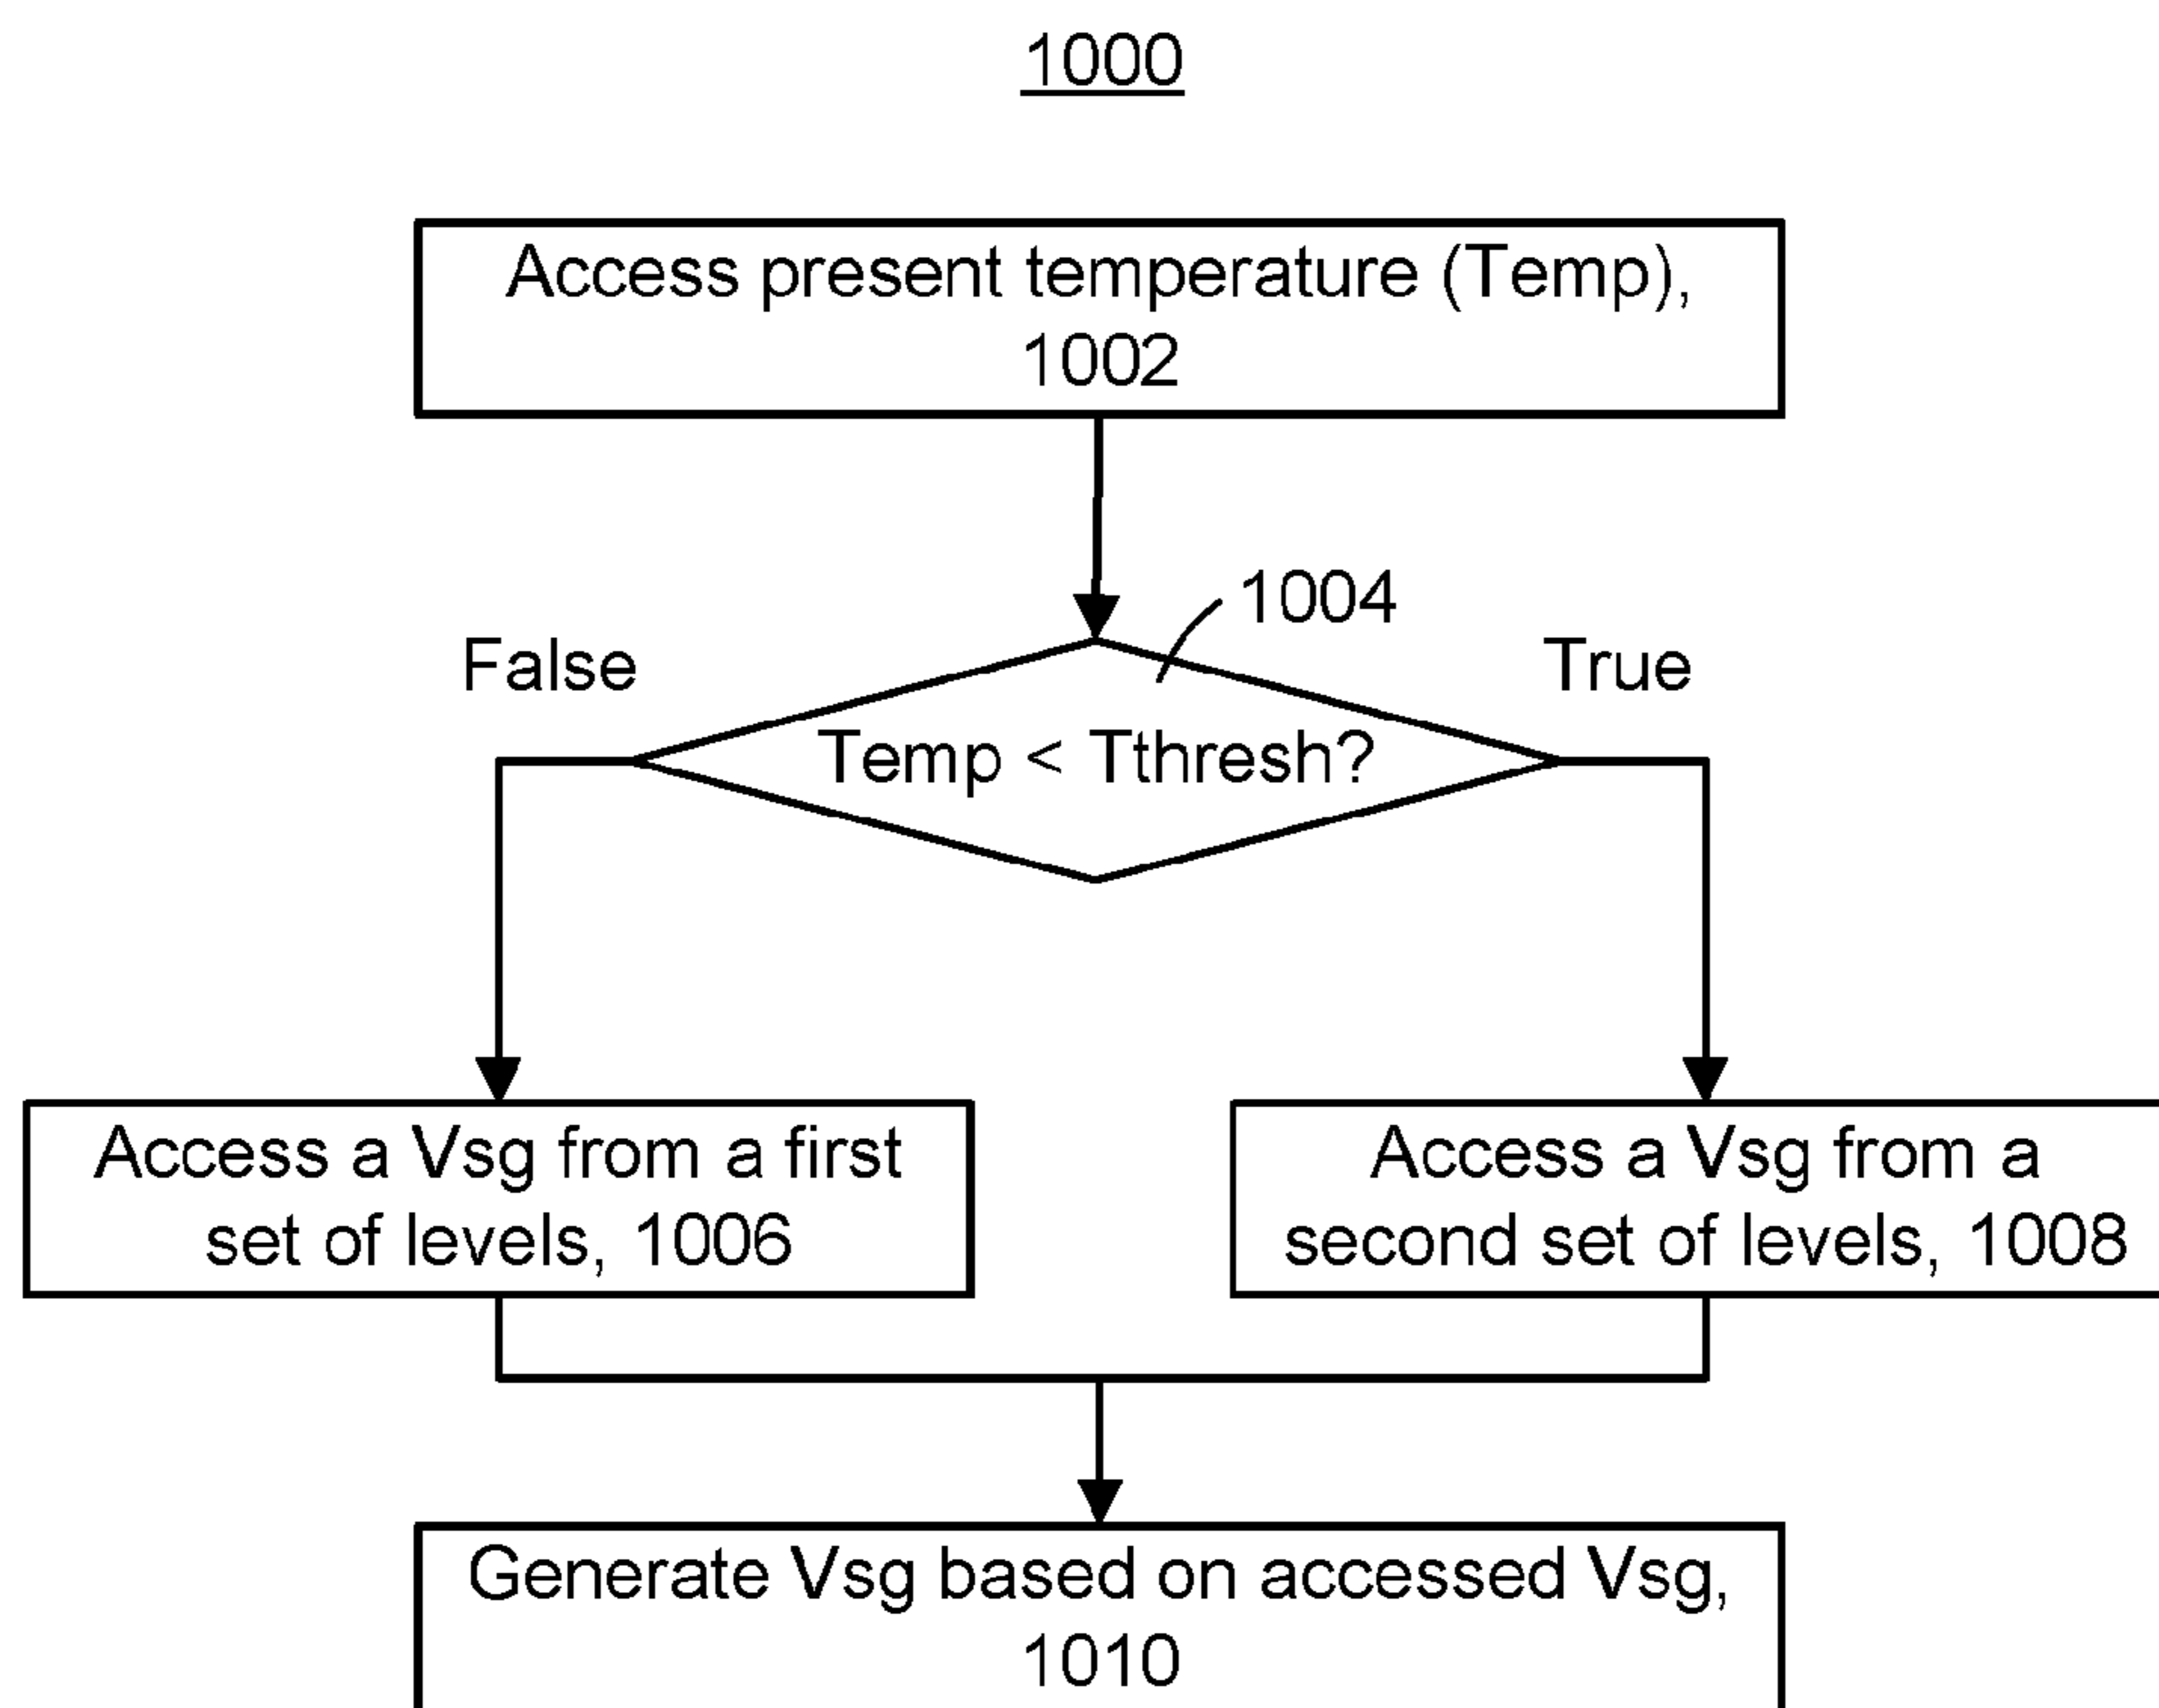 1000
Access present temperature (Temp),
1002
1004
False
True
Temp < Tthresh?
Access a Vsg from a first
set of levels, 1006
Access a Vsg from a
second set of levels, 1008
Generate Vsg based on accessed Vsg,
1010